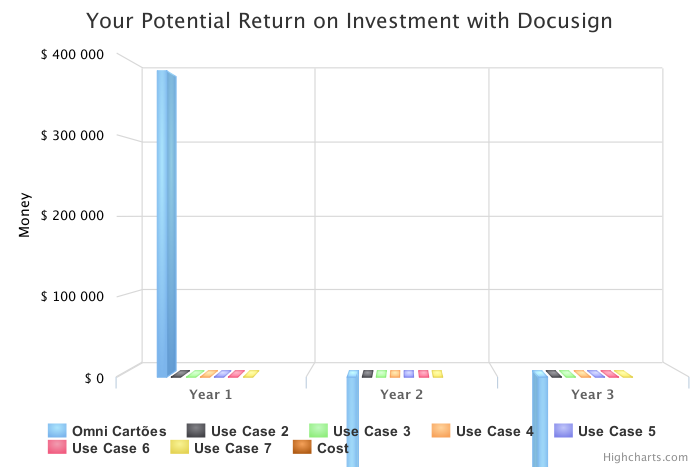 Your Potential Return on Investment with Docusign
$ 400 000
$ 300 000
$ 200 000
$ 100 000
$ 0
Money
Year 1
Year 2
Year 3
Omni Cartões
Use Case 2
Use Case 3
Use Case 4
Use Case 5
Use Case 6
Use Case 7
Cost
Highcharts.com